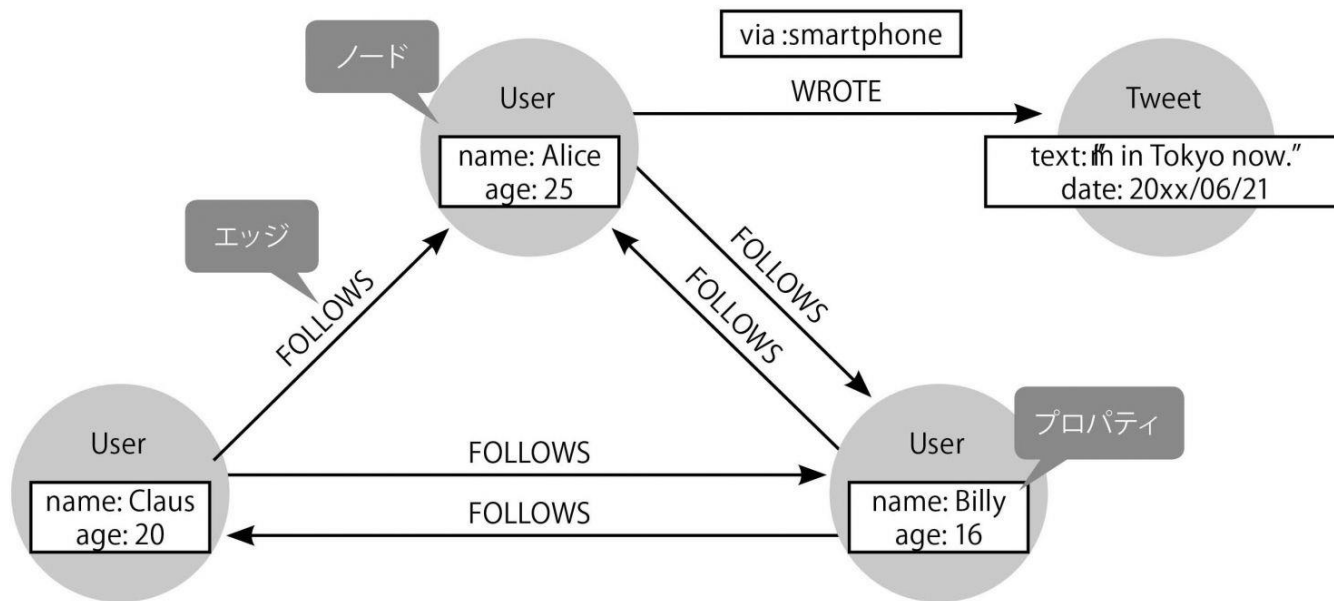 via :smartphone
ノード
User
WROTE
Tweet
name: Alice
age: 25
text: in Tokyo now.”
date: 20xx/06/21
エッジ
FOLLOWS
FOLLOWS
FOLLOWS
User
FOLLOWS
User
プロパティ
name: Claus
age: 20
FOLLOWS
name: Billy
age: 16